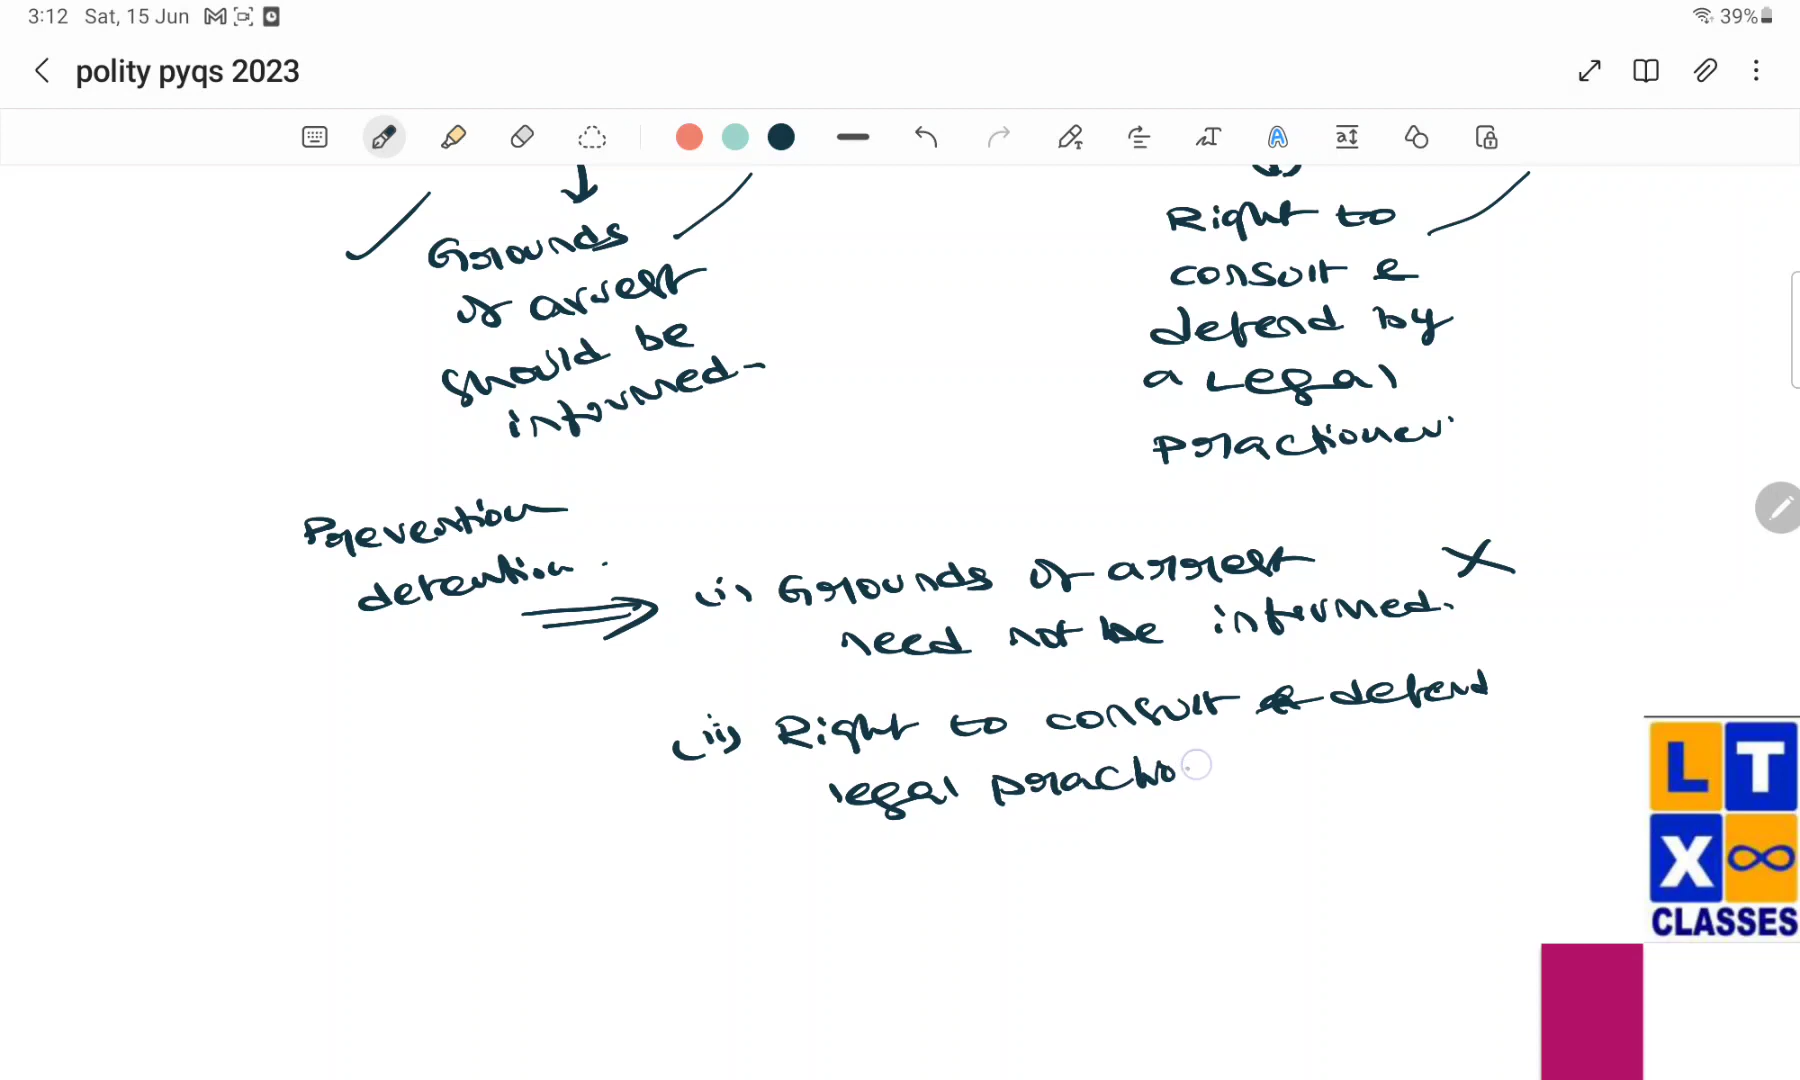 3:12 Sat, 15 Jun
39%
polity pyqs 2023
Grounds
of arrest
should be
informed-
Right to
consult &
defend by
a Legal
practioner.
Prevention
detention.
(i) Grounds of arrest
need not be informed.
(ii) Right to consult & defend
legal practio
L T
X ∞
CLASSES